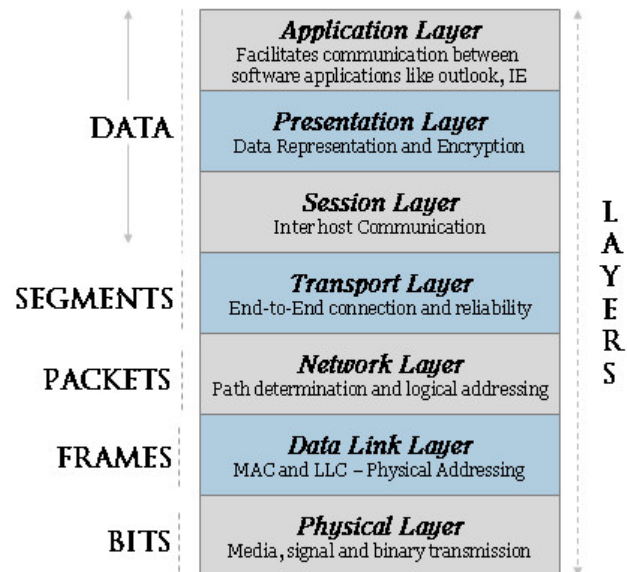 Application Layer
Facilitates communication between
software applications like outlook, IE
DATA
Presentation Layer
Data Representation and Encryption
Session Layer
Inter host Communication
SEGMENTS
Transport Layer
End-to-End connection and reliability
PACKETS
Network Layer
Path determination and logical addressing
FRAMES
Data Link Layer
MAC and LLC – Physical Addressing
BITS
Physical Layer
Media, signal and binary transmission
LAYERS